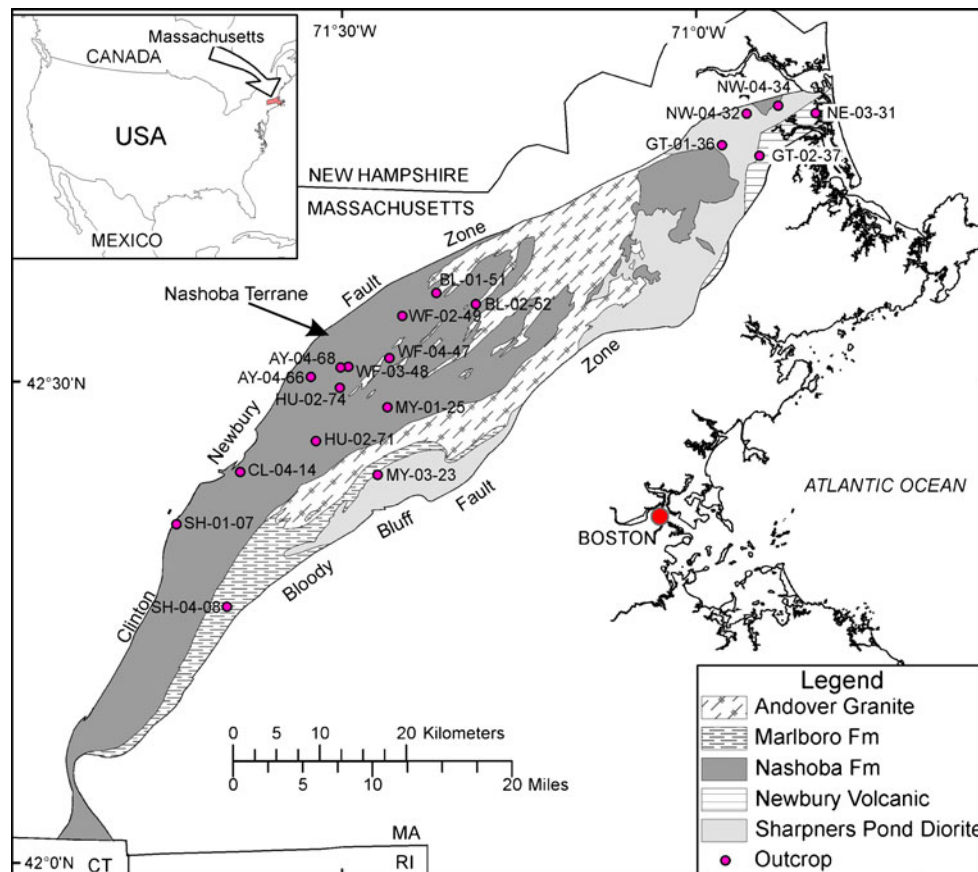 71°30'W
71°0'W
Massachusetts
CANADA
USA
MEXICO
NW-04-34
NW-04-32
NE-03-31
GT-01-36
GT-02-37
NEW HAMPSHIRE
MASSACHUSETTS
Zone
Fault
Newbury
Clinton
Nashoba Terrane
BL-01-51
BL-02-52
WF-02-49
WF-04-47
AY-04-68
WF-03-48
AY-04-66
HU-02-74
MY-01-25
42°30'N
HU-02-71
CL-04-14
MY-03-23
SH-01-07
SH-04-08
Zone
Fault
Bluff
Bloody
ATLANTIC OCEAN
BOSTON
0 10 20 Kilometers
0 5 10 20 Miles
Legend
Andover Granite
Marlboro Fm
Nashoba Fm
Newbury Volcanic
Sharpners Pond Diorite
Outcrop
42°0'N
CT
MA
RI